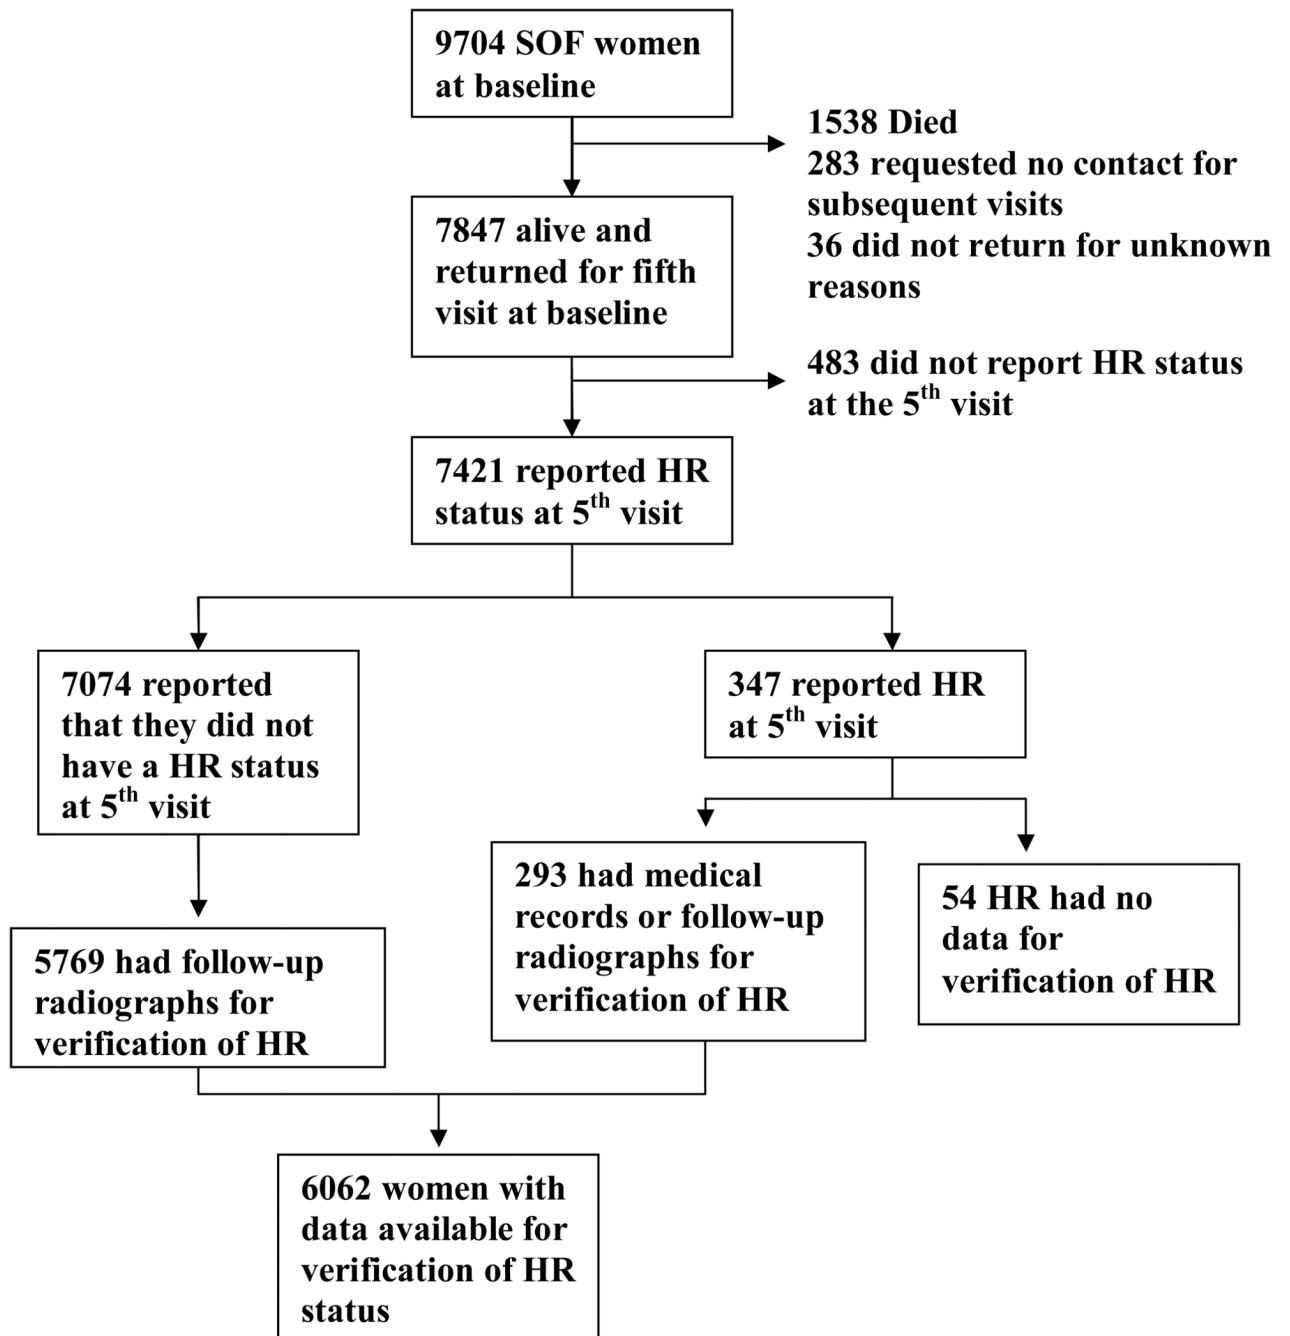 9704 SOF women
at baseline
1538 Died
283 requested no contact for
subsequent visits
36 did not return for unknown
reasons
7847 alive and
returned for fifth
visit at baseline
483 did not report HR status
at the 5th visit
7421 reported HR
status at 5th visit
7074 reported
that they did not
have a HR status
at 5th visit
347 reported HR
at 5th visit
5769 had follow-up
radiographs for
verification of HR
293 had medical
records or follow-up
radiographs for
verification of HR
54 HR had no
data for
verification of HR
6062 women with
data available for
verification of HR
status